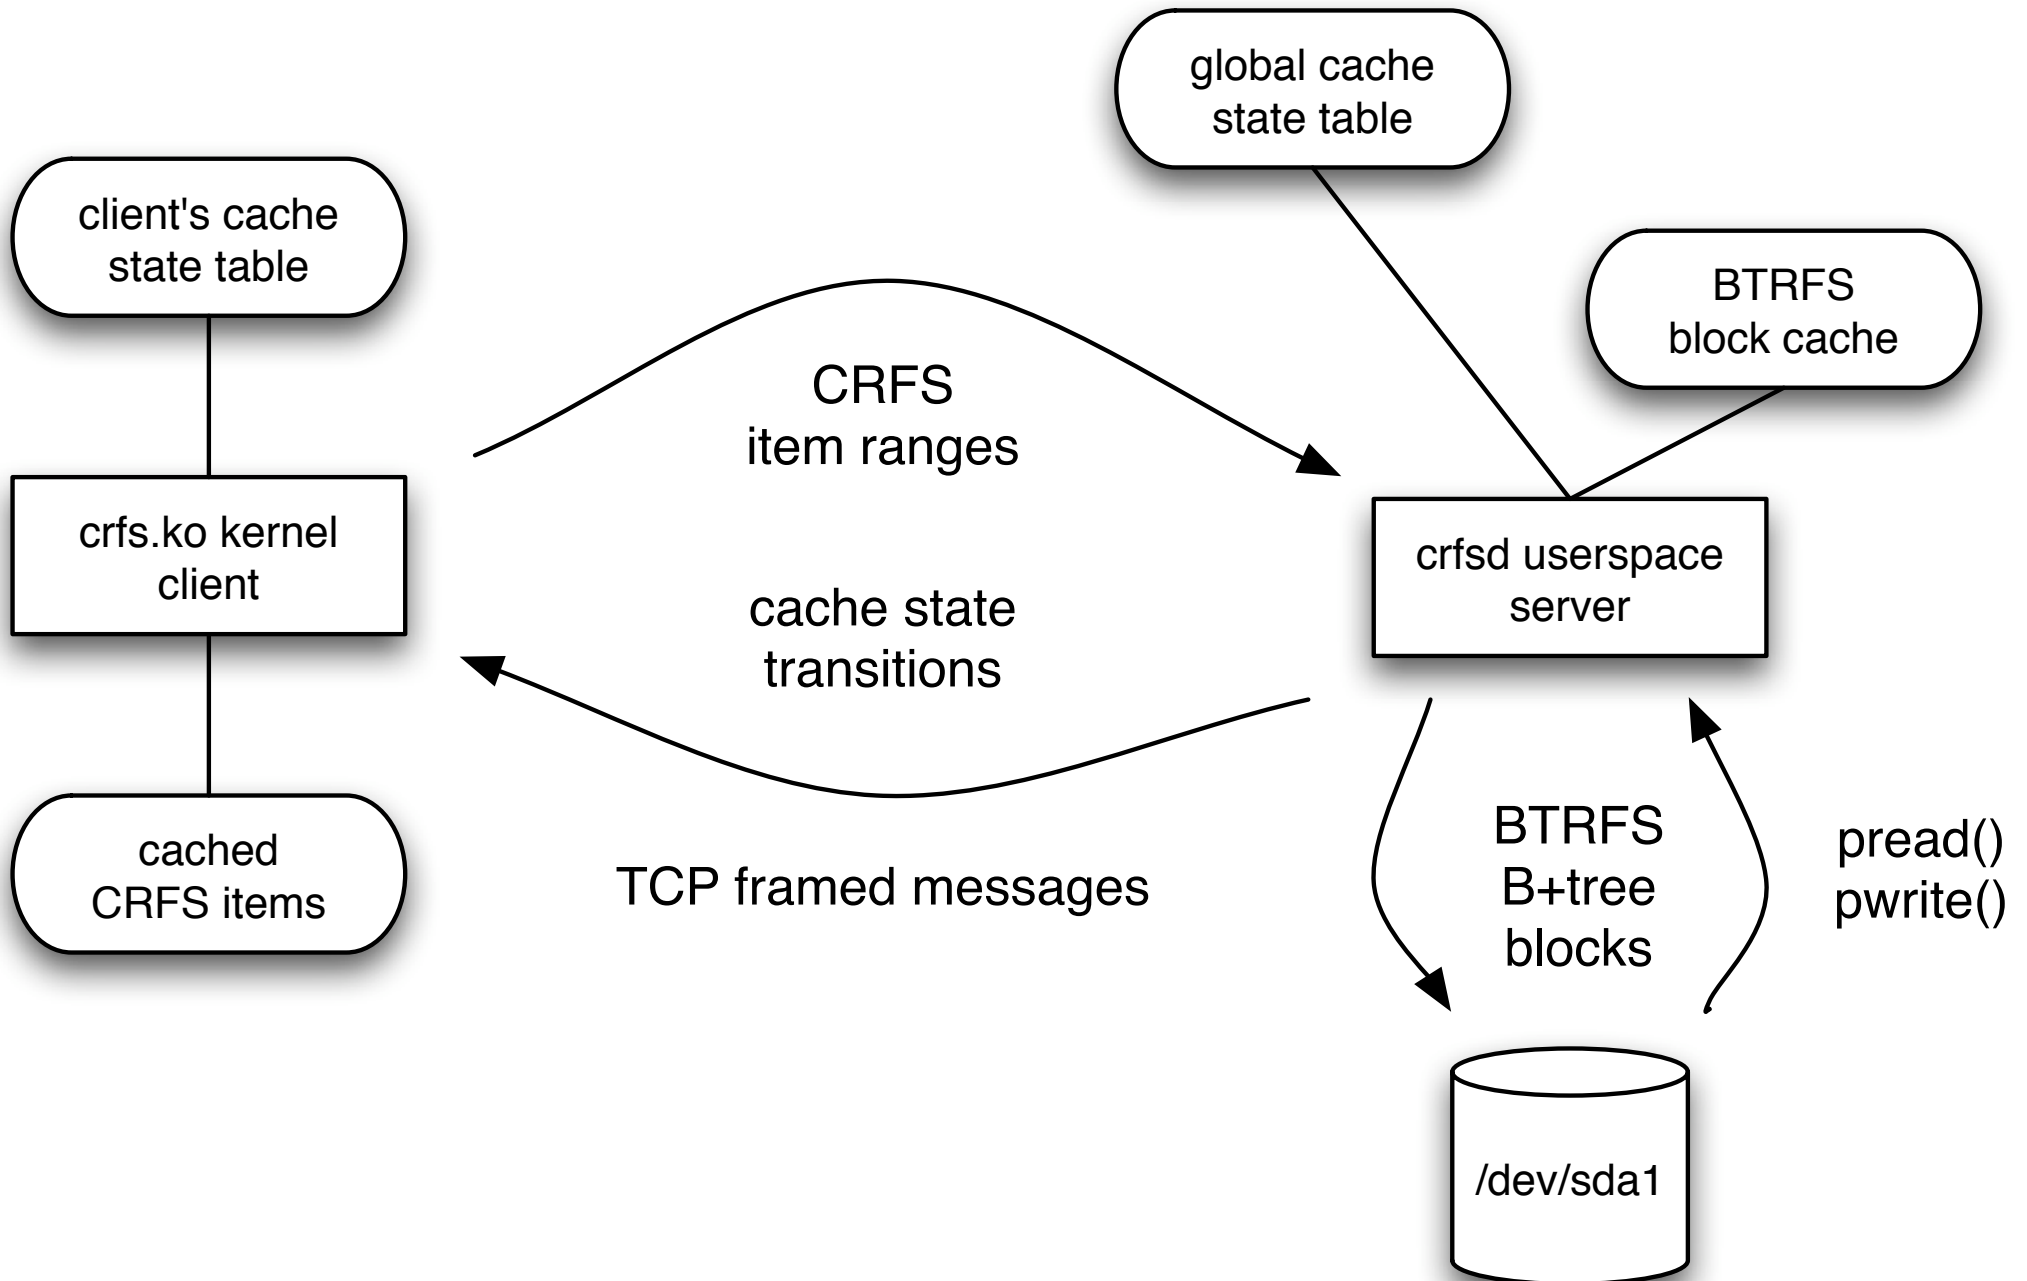 global cache
state table
client's cache
state table
BTRFS
block cache
CRFS
item ranges
crfs.ko kernel
client
crfsd userspace
server
cache state
transitions
cached
CRFS items
TCP framed messages
BTRFS
B+tree
blocks
pread()
pwrite()
/dev/sda1